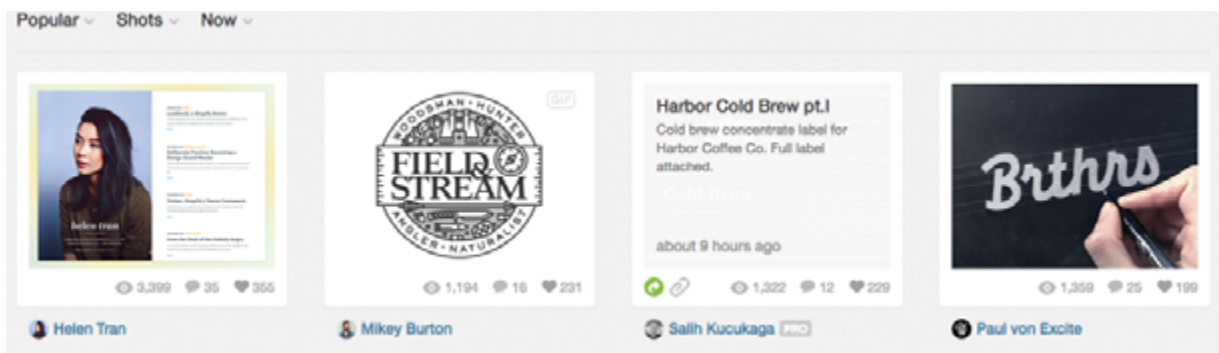 Popular Shots Now
helen tran
3,399 35 355
Helen Tran
GIF
WOODSMAN · HUNTER
FIELD &
STREAM
ANGLER · NATURALIST
1,194 16 231
Mikey Burton
Harbor Cold Brew pt.I
Cold brew concentrate label for
Harbor Coffee Co. Full label
attached.
Cold Brew
about 9 hours ago
1,322 12 229
Salih Kucukaga PRO
Brthrs
1,359 25 199
Paul von Excite